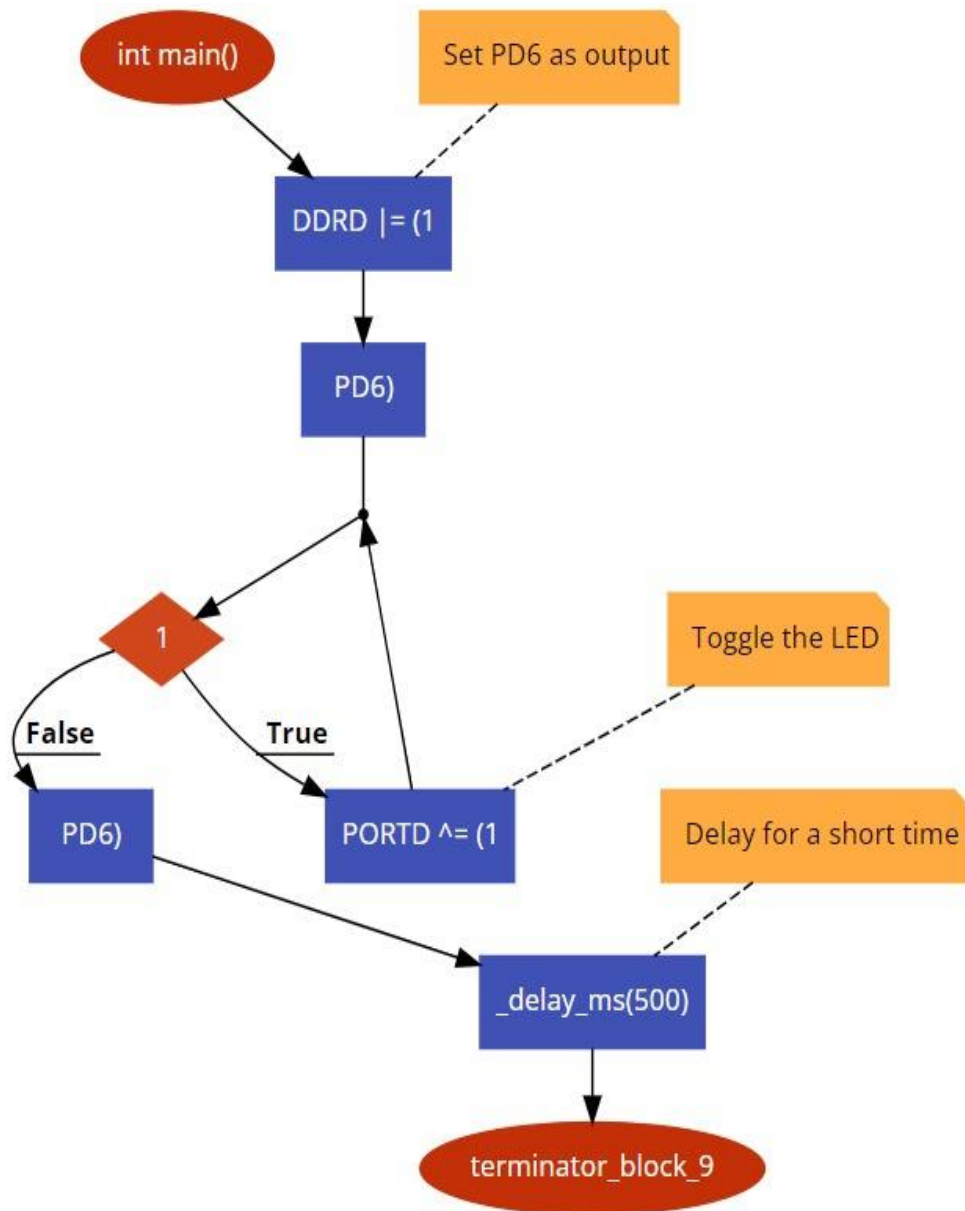 int main()
Set PD6 as output
DDRD |= (1
PD6)
1
Toggle the LED
False
True
PD6)
PORTD ^= (1
Delay for a short time
_delay_ms(500)
terminator_block_9